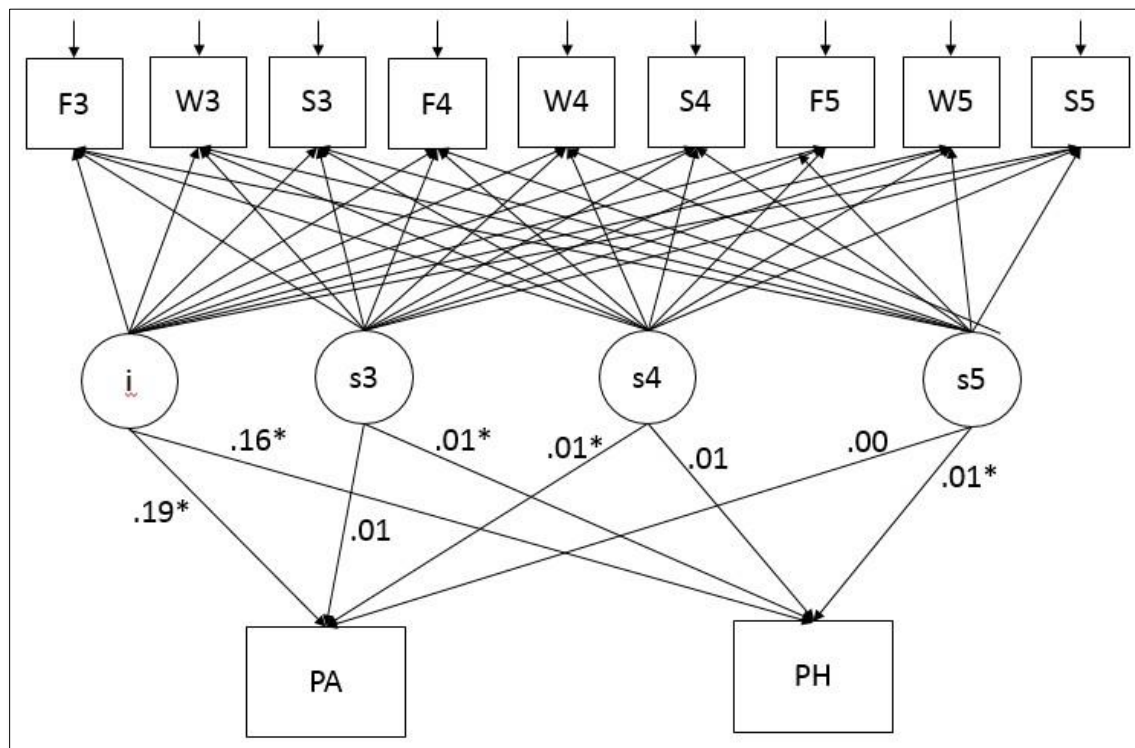 F3 W3 S3 F4 W4 S4 F5 W5 S5
i s3 s4 s5
.16* .01* .01* .01 .00 .01*
.19* .01
PA PH